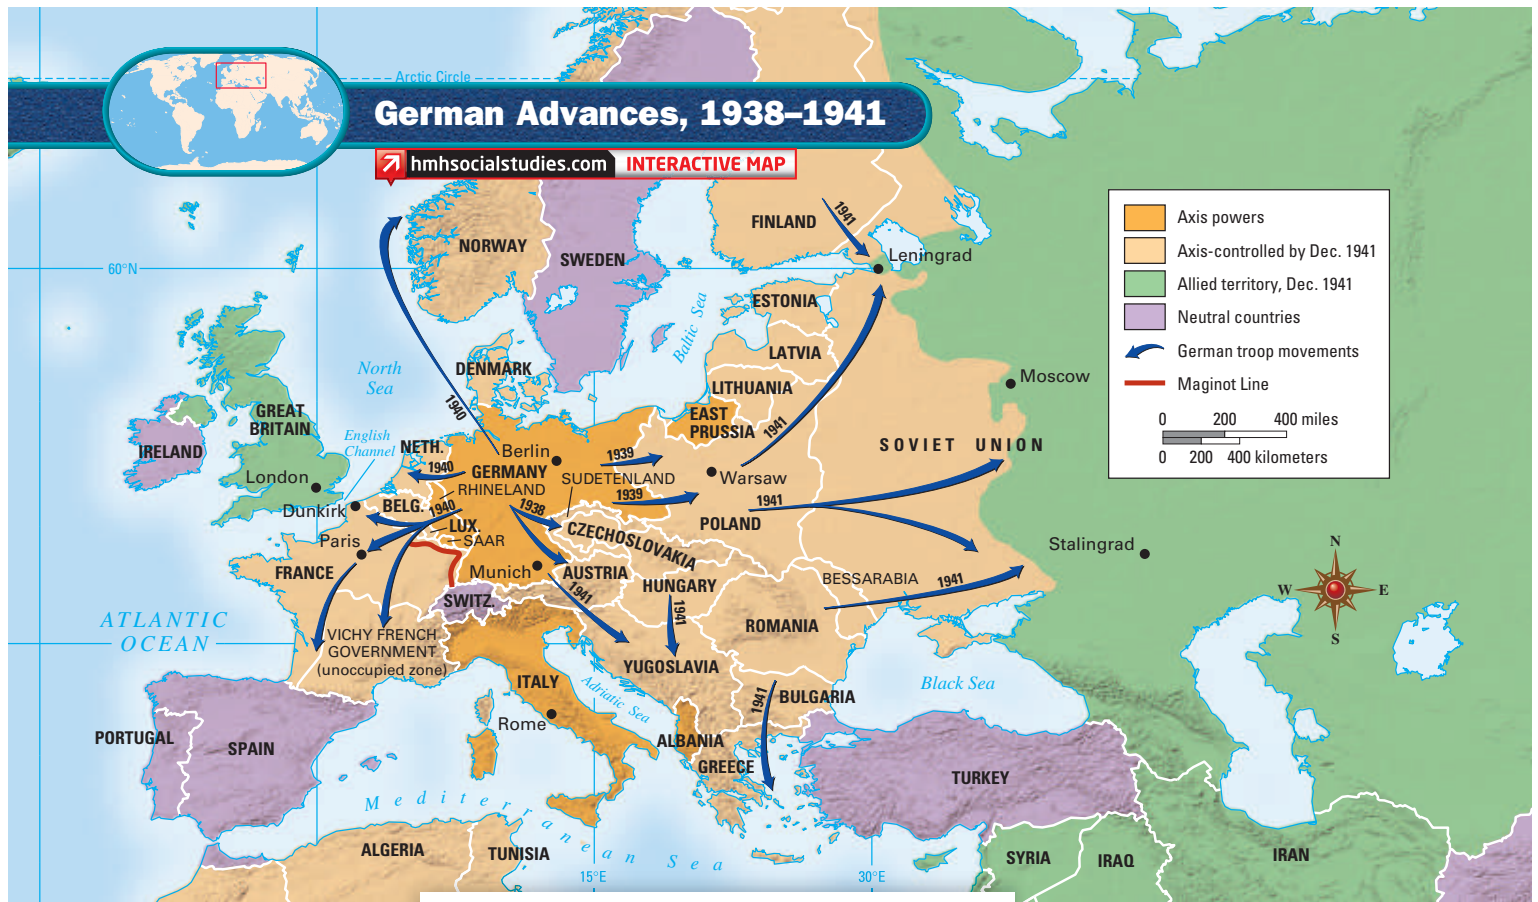 Arctic Circle
German Advances, 1938–1941
hmhsocialstudies.com INTERACTIVE MAP
Axis powers
Axis-controlled by Dec. 1941
Allied territory, Dec. 1941
Neutral countries
German troop movements
Maginot Line
0 200 400 miles
0 200 400 kilometers
N
W E
S
60°N
NORWAY
SWEDEN
FINLAND
1941
Leningrad
ESTONIA
Baltic Sea
LATVIA
LITHUANIA
Moscow
North
Sea
DENMARK
1940
EAST
PRUSSIA
1941
SOVIET UNION
GREAT
BRITAIN
IRELAND
London
English
Channel
NETH.
1940
Berlin
GERMANY
1939
SUDETENLAND
1939
Warsaw
RHINELAND
POLAND
1941
Dunkirk
BELG.
1940
LUX.
SAAR
1938
CZECHOSLOVAKIA
Paris
FRANCE
Munich
AUSTRIA
HUNGARY
BESSARABIA
1941
Stalingrad
SWITZ.
1941
1941
ROMANIA
ATLANTIC
OCEAN
VICHY FRENCH
GOVERNMENT
(unoccupied zone)
YUGOSLAVIA
ITALY
Adriatic Sea
1941
BULGARIA
Black Sea
Rome
PORTUGAL
SPAIN
ALBANIA
GREECE
TURKEY
Mediterranean Sea
ALGERIA
TUNISIA
SYRIA
IRAQ
IRAN
15°E
30°E